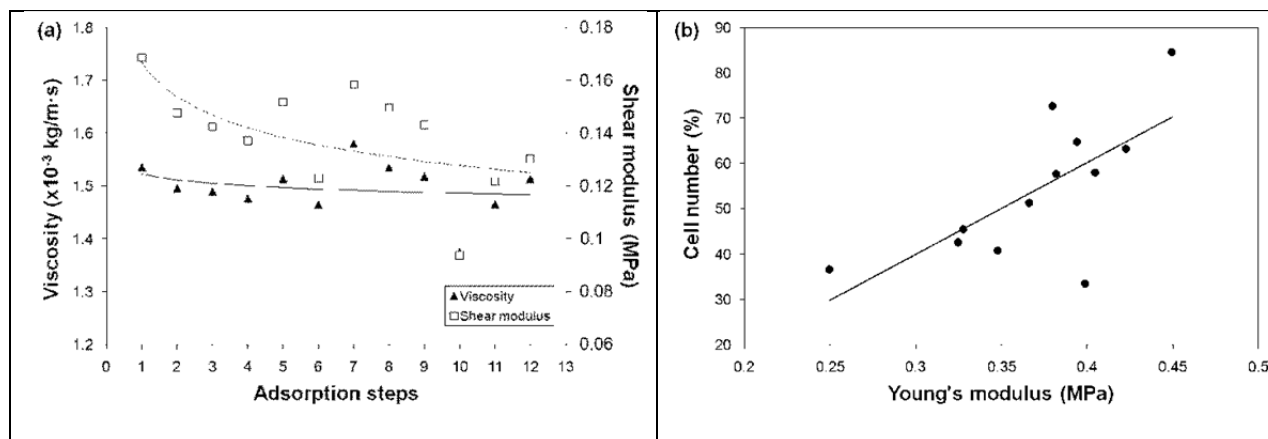 (a)
Viscosity (x10⁻³ kg/m·s)
1.8
1.7
1.6
1.5
1.4
1.3
1.2
0.18
0.16
0.14
0.12
0.1
0.08
0.06
Shear modulus (MPa)
Viscosity
Shear modulus
0 1 2 3 4 5 6 7 8 9 10 11 12 13
Adsorption steps
(b)
Cell number (%)
90
80
70
60
50
40
30
20
0.2 0.25 0.3 0.35 0.4 0.45 0.5
Young's modulus (MPa)